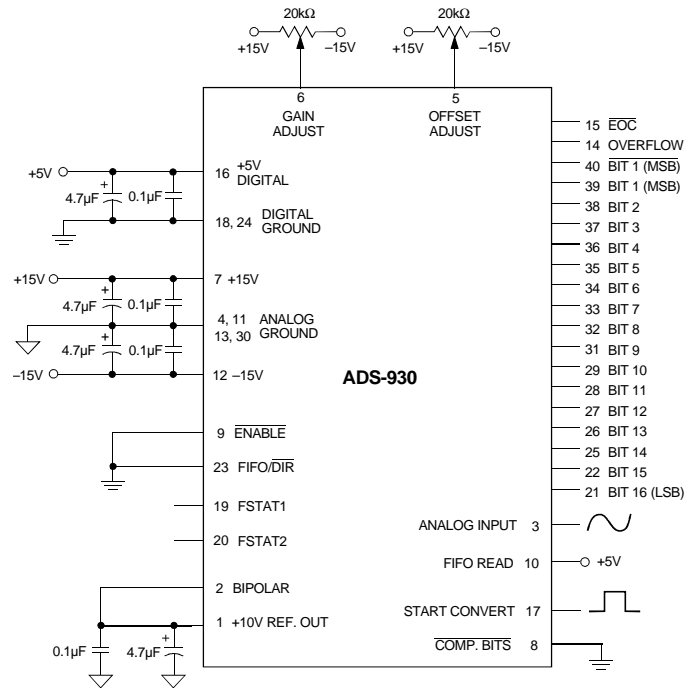 20kΩ
20kΩ
+15V
–15V
+15V
–15V
6
GAIN
ADJUST
5
OFFSET
ADJUST
+5V
+
4.7µF
0.1µF
16 +5V
DIGITAL
18, 24 DIGITAL
GROUND
+15V
+
4.7µF
0.1µF
7 +15V
4, 11 ANALOG
13, 30 GROUND
+
4.7µF
0.1µF
–15V
12 –15V
ADS-930
9 ENABLE
23 FIFO/DIR
19 FSTAT1
20 FSTAT2
2 BIPOLAR
1 +10V REF. OUT
0.1µF
+
4.7µF
15 EOC
14 OVERFLOW
40 BIT 1 (MSB)
39 BIT 1 (MSB)
38 BIT 2
37 BIT 3
36 BIT 4
35 BIT 5
34 BIT 6
33 BIT 7
32 BIT 8
31 BIT 9
29 BIT 10
28 BIT 11
27 BIT 12
26 BIT 13
25 BIT 14
22 BIT 15
21 BIT 16 (LSB)
ANALOG INPUT 3
FIFO READ 10
+5V
START CONVERT 17
COMP. BITS 8